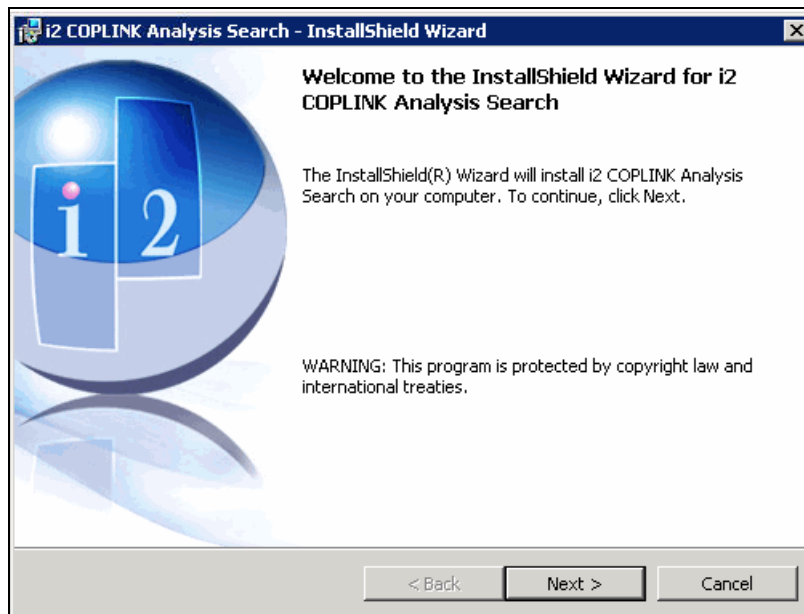 i2 COPLINK Analysis Search - InstallShield Wizard
Welcome to the InstallShield Wizard for i2
COPLINK Analysis Search
The InstallShield(R) Wizard will install i2 COPLINK Analysis
Search on your computer. To continue, click Next.
i2
WARNING: This program is protected by copyright law and
international treaties.
< Back
Next >
Cancel